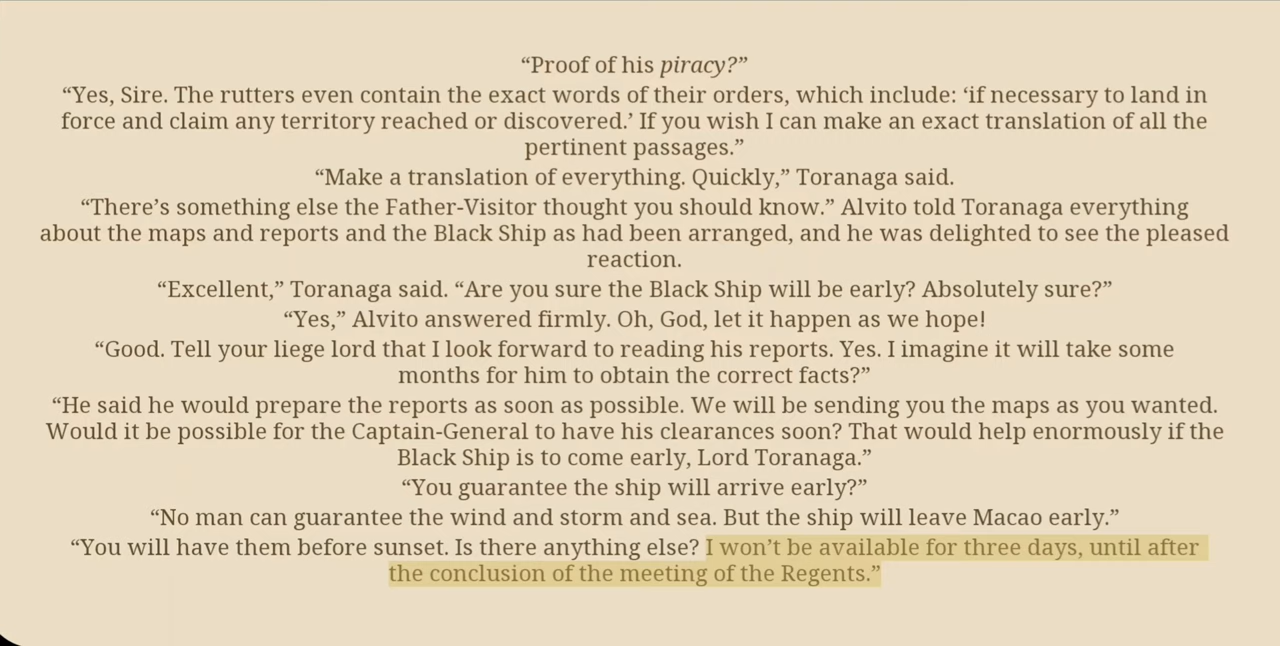 “Proof of his piracy?”
“Yes, Sire. The rutters even contain the exact words of their orders, which include: ‘if necessary to land in
force and claim any territory reached or discovered.’ If you wish I can make an exact translation of all the
pertinent passages.”
“Make a translation of everything. Quickly,” Toranaga said.
“There’s something else the Father-Visitor thought you should know.” Alvito told Toranaga everything
about the maps and reports and the Black Ship as had been arranged, and he was delighted to see the pleased
reaction.
“Excellent,” Toranaga said. “Are you sure the Black Ship will be early? Absolutely sure?”
“Yes,” Alvito answered firmly. Oh, God, let it happen as we hope!
“Good. Tell your liege lord that I look forward to reading his reports. Yes. I imagine it will take some
months for him to obtain the correct facts?”
“He said he would prepare the reports as soon as possible. We will be sending you the maps as you wanted.
Would it be possible for the Captain-General to have his clearances soon? That would help enormously if the
Black Ship is to come early, Lord Toranaga.”
“You guarantee the ship will arrive early?”
“No man can guarantee the wind and storm and sea. But the ship will leave Macao early.”
“You will have them before sunset. Is there anything else? I won’t be available for three days, until after
the conclusion of the meeting of the Regents.”